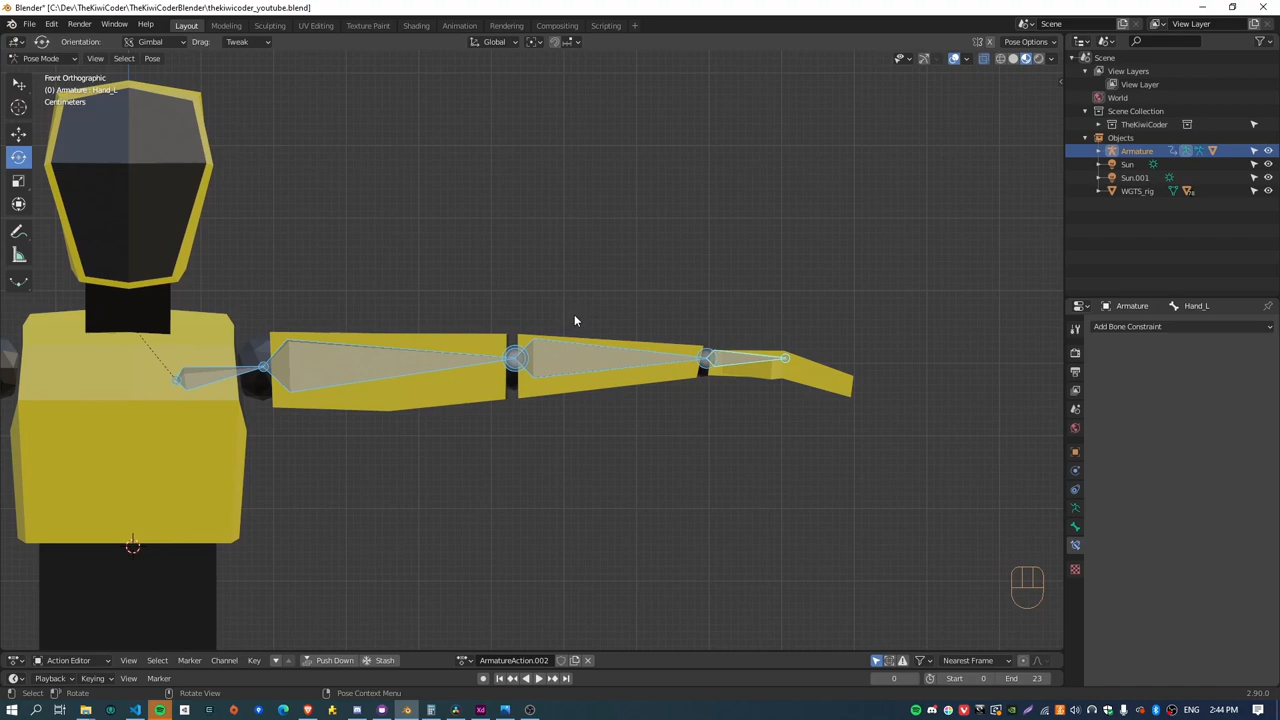 Blender* [C:\Dev\TheKiwiCoderBlender\thekiwicoder_youtube.blend]
File Edit Render Window Help Layout Modeling Sculpting UV Editing Texture Paint Shading Animation Rendering Compositing Scripting + Scene View Layer
Orientation: Gimbal Drag: Tweak Global Pose Options
Pose Mode View Select Pose
Front Orthographic
(0) Armature : Hand_L
Centimeters
Scene
View Layers
View Layer
World
Scene Collection
TheKiwiCoder
Objects
Armature
Sun
Sun.001
WGTS_rig
Armature Hand_L
Add Bone Constraint
Action Editor View Select Marker Channel Key Push Down Stash ArmatureAction.002 Nearest Frame
Playback Keying View Marker 0 Start 0 End 23
Select Rotate Rotate View Pose Context Menu 2.90.0
ENG 2:44 PM